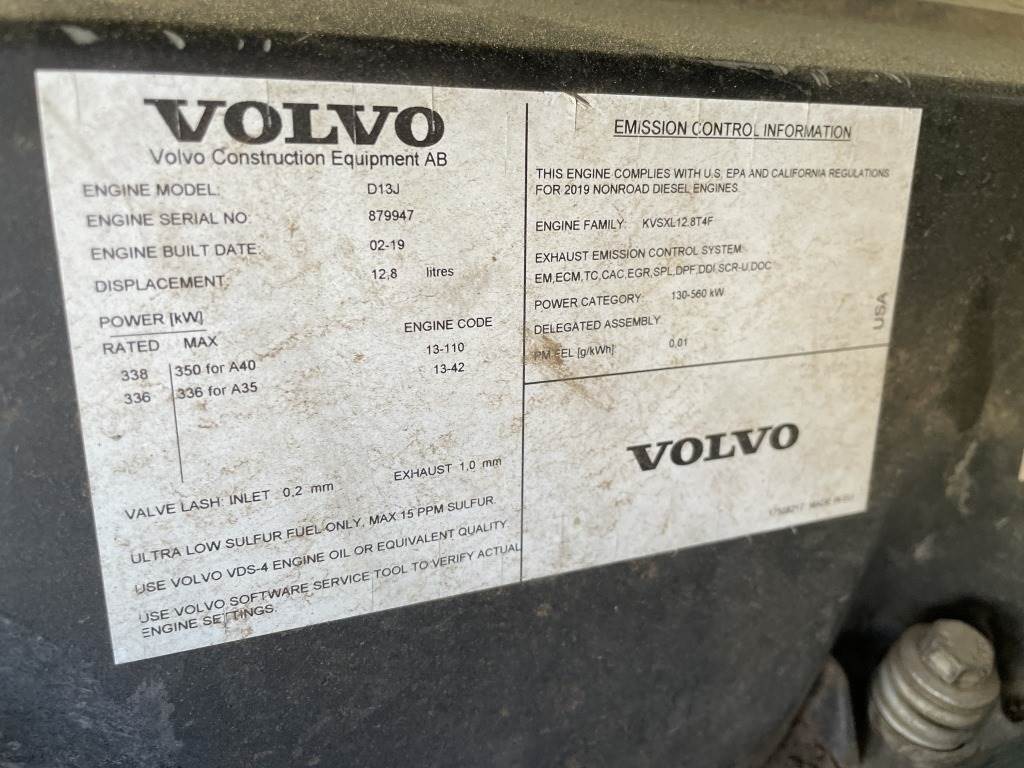 VOLVO
Volvo Construction Equipment AB
ENGINE MODEL: D13J
ENGINE SERIAL NO: 879947
ENGINE BUILT DATE: 02-19
DISPLACEMENT: 12,8 litres
POWER [kW]
RATED MAX ENGINE CODE
338 350 for A40 13-110
336 336 for A35 13-42
VALVE LASH: INLET 0,2 mm EXHAUST 1,0 mm
ULTRA LOW SULFUR FUEL ONLY, MAX 15 PPM SULFUR.
USE VOLVO VDS-4 ENGINE OIL OR EQUIVALENT QUALITY.
USE VOLVO SOFTWARE SERVICE TOOL TO VERIFY ACTUAL
ENGINE SETTINGS.
EMISSION CONTROL INFORMATION
THIS ENGINE COMPLIES WITH U.S. EPA AND CALIFORNIA REGULATIONS
FOR 2019 NONROAD DIESEL ENGINES.
ENGINE FAMILY: KVSXL12.8T4F
EXHAUST EMISSION CONTROL SYSTEM:
EM,ECM,TC,CAC,EGR,SPL,DPF,DDI,SCR-U,DOC
POWER CATEGORY: 130-560 kW
DELEGATED ASSEMBLY
PM FEL [g/kWh]: 0,01
USA
VOLVO
MADE IN